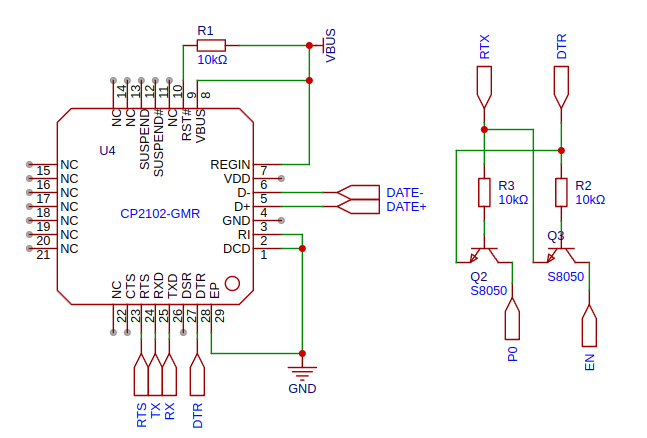 R1
10kΩ
VBUS
14
13
12
11
10
9
8
NC
NC
SUSPEND
SUSPEND#
NC
RST#
VBUS
U4
CP2102-GMR
NC
15
NC
16
NC
17
NC
18
NC
19
NC
20
NC
21
REGIN
7
VDD
6
D-
5
D+
4
GND
3
RI
2
DCD
1
DATE-
DATE+
NC
CTS
RTS
RXD
TXD
DSR
DTR
EP
22
23
24
25
26
27
28
29
RTS
TX
RX
DTR
GND
RTX
DTR
R3
10kΩ
R2
10kΩ
Q2
S8050
Q3
S8050
P0
EN